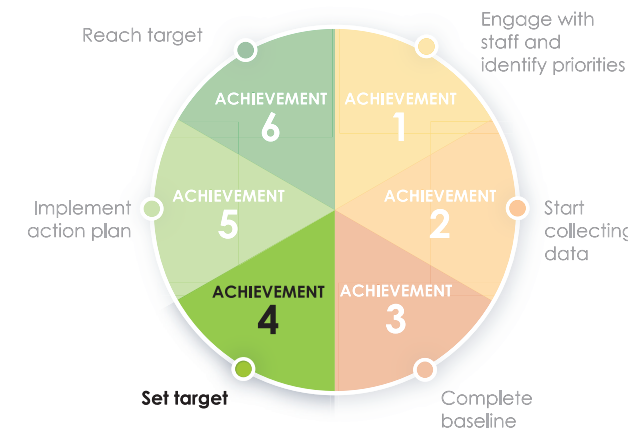 Reach target
Engage with
staff and
identify priorities
ACHIEVEMENT
6
ACHIEVEMENT
1
Implement
action plan
ACHIEVEMENT
5
ACHIEVEMENT
2
Start
collecting
data
ACHIEVEMENT
4
ACHIEVEMENT
3
Set target
Complete
baseline